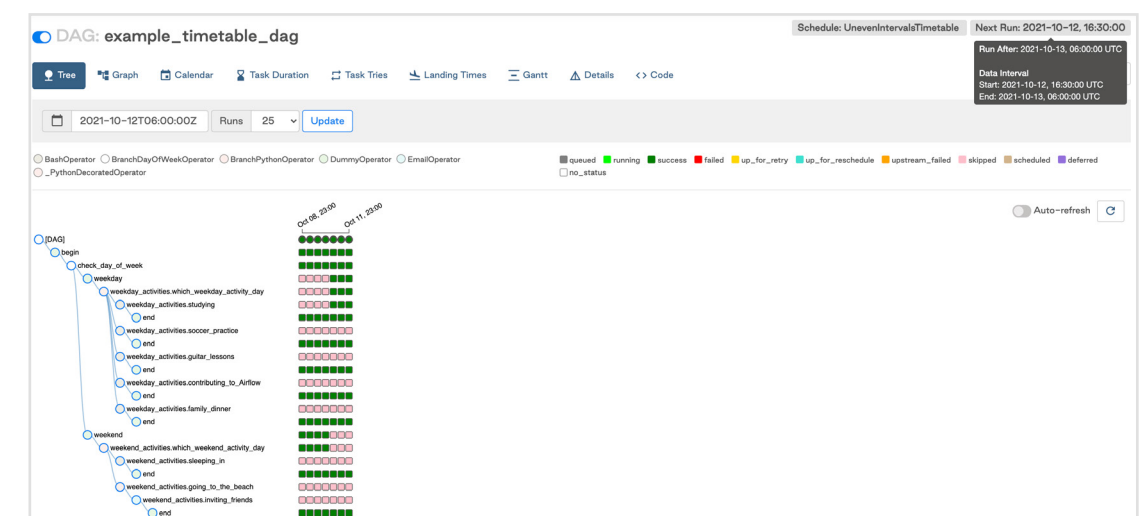 DAG: example_timetable_dag
Schedule: UnevenIntervalsTimetable
Next Run: 2021-10-12, 16:30:00
Run After: 2021-10-13, 06:00:00 UTC
Data Interval
Start: 2021-10-12, 16:30:00 UTC
End: 2021-10-13, 06:00:00 UTC
Tree Graph Calendar Task Duration Task Tries Landing Times Gantt Details <> Code
2021-10-12T06:00:00Z Runs 25 Update
BashOperator BranchDayOfWeekOperator BranchPythonOperator DummyOperator EmailOperator
_PythonDecoratedOperator
queued running success failed up_for_retry up_for_reschedule upstream_failed skipped scheduled deferred
no_status
Auto-refresh
Oct 08, 23:00 Oct 11, 23:00
[DAG]
begin
check_day_of_week
weekday
weekday_activities.which_weekday_activity_day
weekday_activities.studying
end
weekday_activities.soccer_practice
end
weekday_activities.guitar_lessons
end
weekday_activities.contributing_to_Airflow
end
weekday_activities.family_dinner
end
weekend
weekend_activities.which_weekend_activity_day
weekend_activities.sleeping_in
end
weekend_activities.going_to_the_beach
weekend_activities.inviting_friends
end